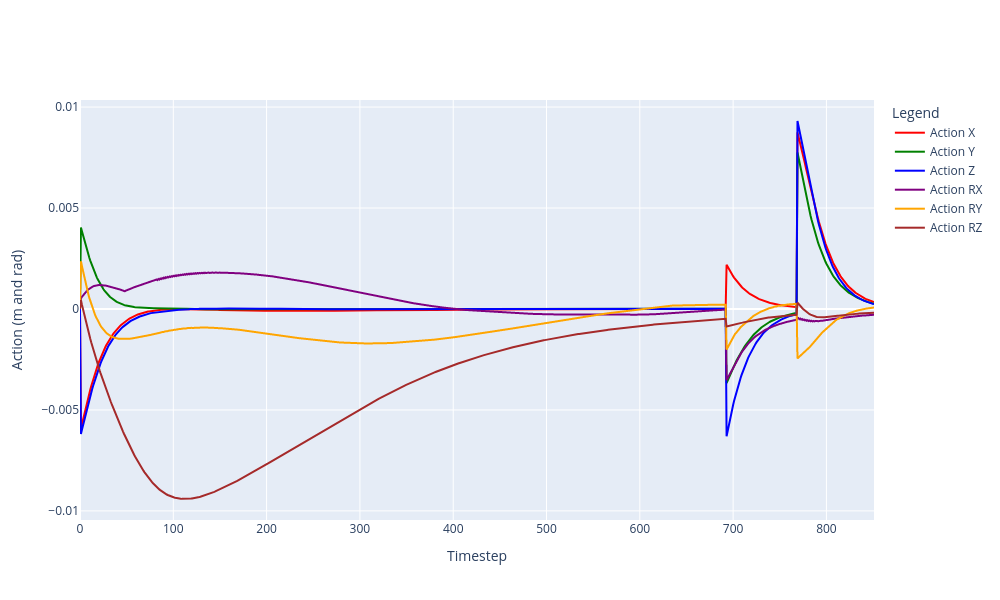 0.01
0.005
0
−0.005
−0.01
Action (m and rad)
0 100 200 300 400 500 600 700 800
Timestep
Legend
Action X
Action Y
Action Z
Action RX
Action RY
Action RZ